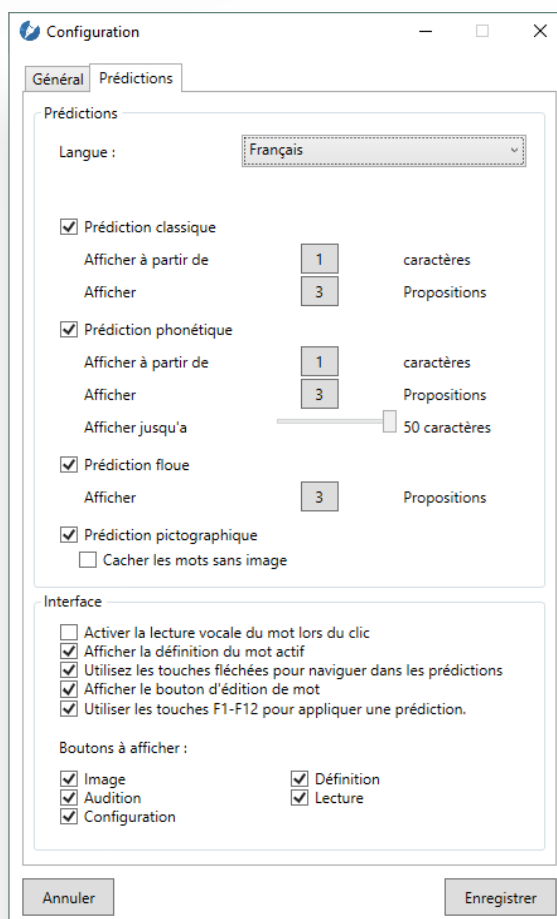 Configuration
Général Prédictions
Prédictions
Langue : Français
Prédiction classique
Afficher à partir de 1 caractères
Afficher 3 Propositions
Prédiction phonétique
Afficher à partir de 1 caractères
Afficher 3 Propositions
Afficher jusqu'a 50 caractères
Prédiction floue
Afficher 3 Propositions
Prédiction pictographique
Cacher les mots sans image
Interface
Activer la lecture vocale du mot lors du clic
Afficher la définition du mot actif
Utilisez les touches fléchées pour naviguer dans les prédictions
Afficher le bouton d'édition de mot
Utiliser les touches F1-F12 pour appliquer une prédiction.
Boutons à afficher :
Image Définition
Audition Lecture
Configuration
Annuler Enregistrer